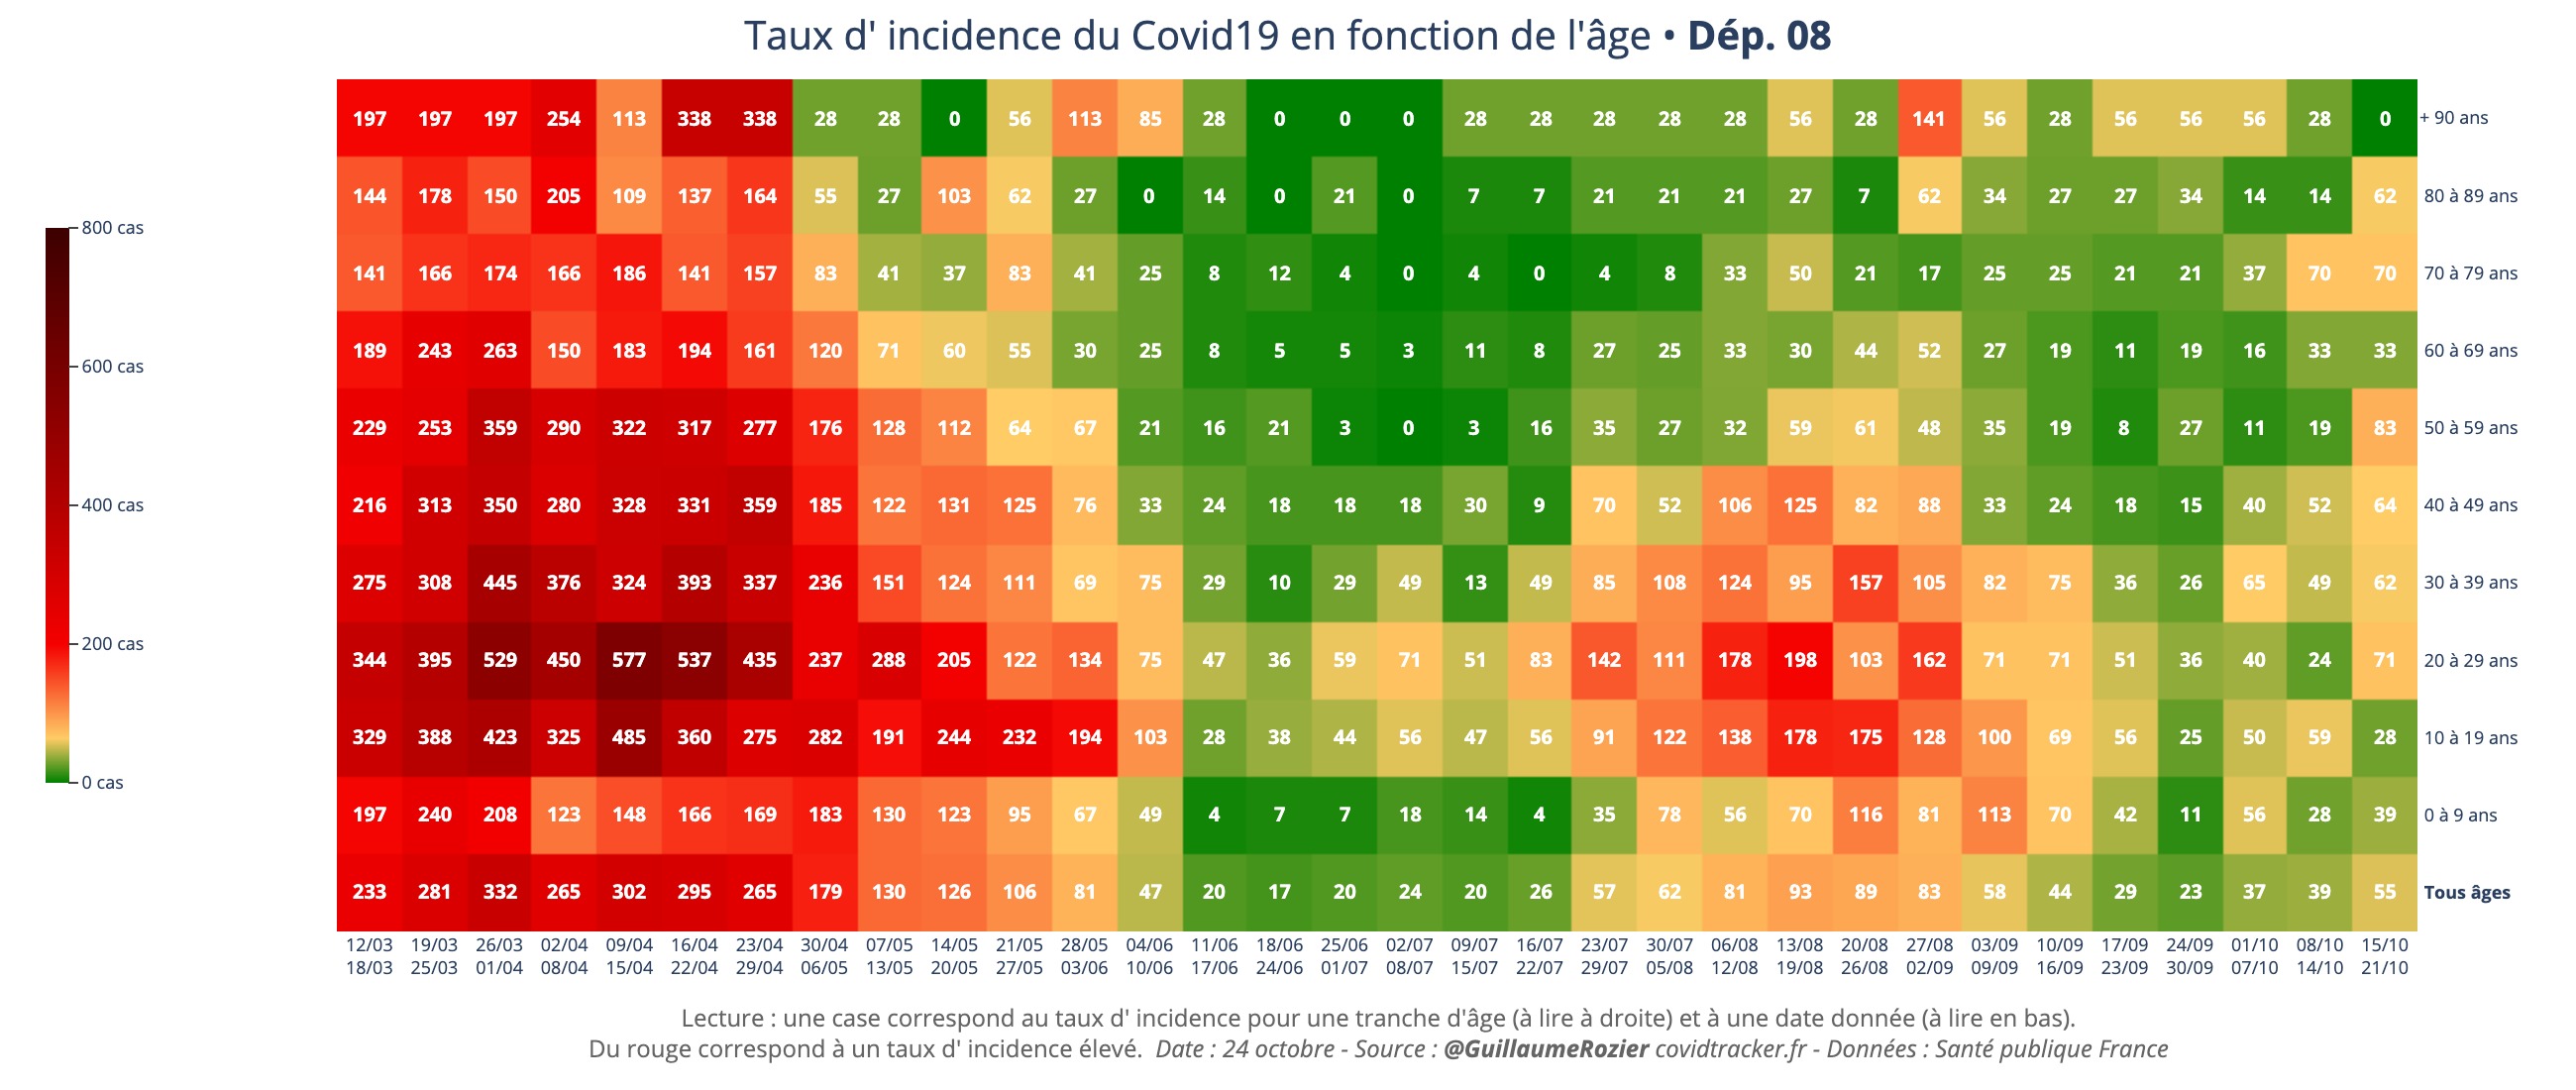 Taux d' incidence du Covid19 en fonction de l'âge • Dép. 08
800 cas
600 cas
400 cas
200 cas
0 cas
197 197 197 254 113 338 338 28 28 0 56 113 85 28 0 0 0 28 28 28 28 28 56 28 141 56 28 56 56 56 28 0 + 90 ans
144 178 150 205 109 137 164 55 27 103 62 27 0 14 0 21 0 7 7 21 21 21 27 7 62 34 27 27 34 14 14 62 80 à 89 ans
141 166 174 166 186 141 157 83 41 37 83 41 25 8 12 4 0 4 0 4 8 33 50 21 17 25 25 21 21 37 70 70 70 à 79 ans
189 243 263 150 183 194 161 120 71 60 55 30 25 8 5 5 3 11 8 27 25 33 30 44 52 27 19 11 19 16 33 33 60 à 69 ans
229 253 359 290 322 317 277 176 128 112 64 67 21 16 21 3 0 3 16 35 27 32 59 61 48 35 19 8 27 11 19 83 50 à 59 ans
216 313 350 280 328 331 359 185 122 131 125 76 33 24 18 18 18 30 9 70 52 106 125 82 88 33 24 18 15 40 52 64 40 à 49 ans
275 308 445 376 324 393 337 236 151 124 111 69 75 29 10 29 49 13 49 85 108 124 95 157 105 82 75 36 26 65 49 62 30 à 39 ans
344 395 529 450 577 537 435 237 288 205 122 134 75 47 36 59 71 51 83 142 111 178 198 103 162 71 71 51 36 40 24 71 20 à 29 ans
329 388 423 325 485 360 275 282 191 244 232 194 103 28 38 44 56 47 56 91 122 138 178 175 128 100 69 56 25 50 59 28 10 à 19 ans
197 240 208 123 148 166 169 183 130 123 95 67 49 4 7 7 18 14 4 35 78 56 70 116 81 113 70 42 11 56 28 39 0 à 9 ans
233 281 332 265 302 295 265 179 130 126 106 81 47 20 17 20 24 20 26 57 62 81 93 89 83 58 44 29 23 37 39 55 Tous âges
12/03 19/03 26/03 02/04 09/04 16/04 23/04 30/04 07/05 14/05 21/05 28/05 04/06 11/06 18/06 25/06 02/07 09/07 16/07 23/07 30/07 06/08 13/08 20/08 27/08 03/09 10/09 17/09 24/09 01/10 08/10 15/10
18/03 25/03 01/04 08/04 15/04 22/04 29/04 06/05 13/05 20/05 27/05 03/06 10/06 17/06 24/06 01/07 08/07 15/07 22/07 29/07 05/08 12/08 19/08 26/08 02/09 09/09 16/09 23/09 30/09 07/10 14/10 21/10
Lecture : une case correspond au taux d' incidence pour une tranche d'âge (à lire à droite) et à une date donnée (à lire en bas).
Du rouge correspond à un taux d' incidence élevé. Date : 24 octobre - Source : @GuillaumeRozier covidtracker.fr - Données : Santé publique France